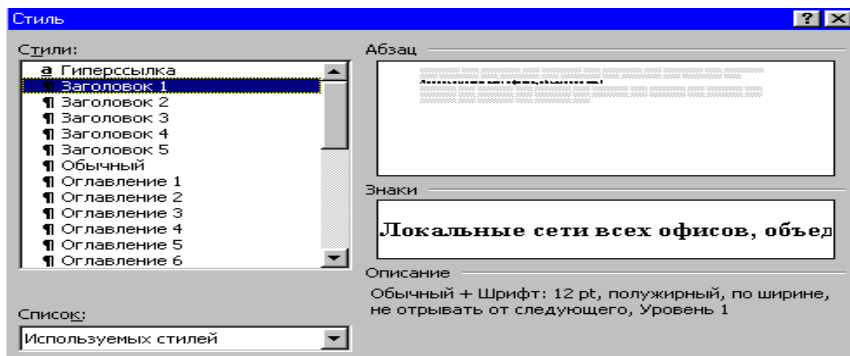 Стиль
Стили:
a Гиперссылка
¶ Заголовок 1
¶ Заголовок 2
¶ Заголовок 3
¶ Заголовок 4
¶ Заголовок 5
¶ Обычный
¶ Оглавление 1
¶ Оглавление 2
¶ Оглавление 3
¶ Оглавление 4
¶ Оглавление 5
¶ Оглавление 6
Список:
Используемых стилей
Абзац
Знаки
Локальные сети всех офисов, объед
Описание
Обычный + Шрифт: 12 pt, полужирный, по ширине,
не отрывать от следующего, Уровень 1